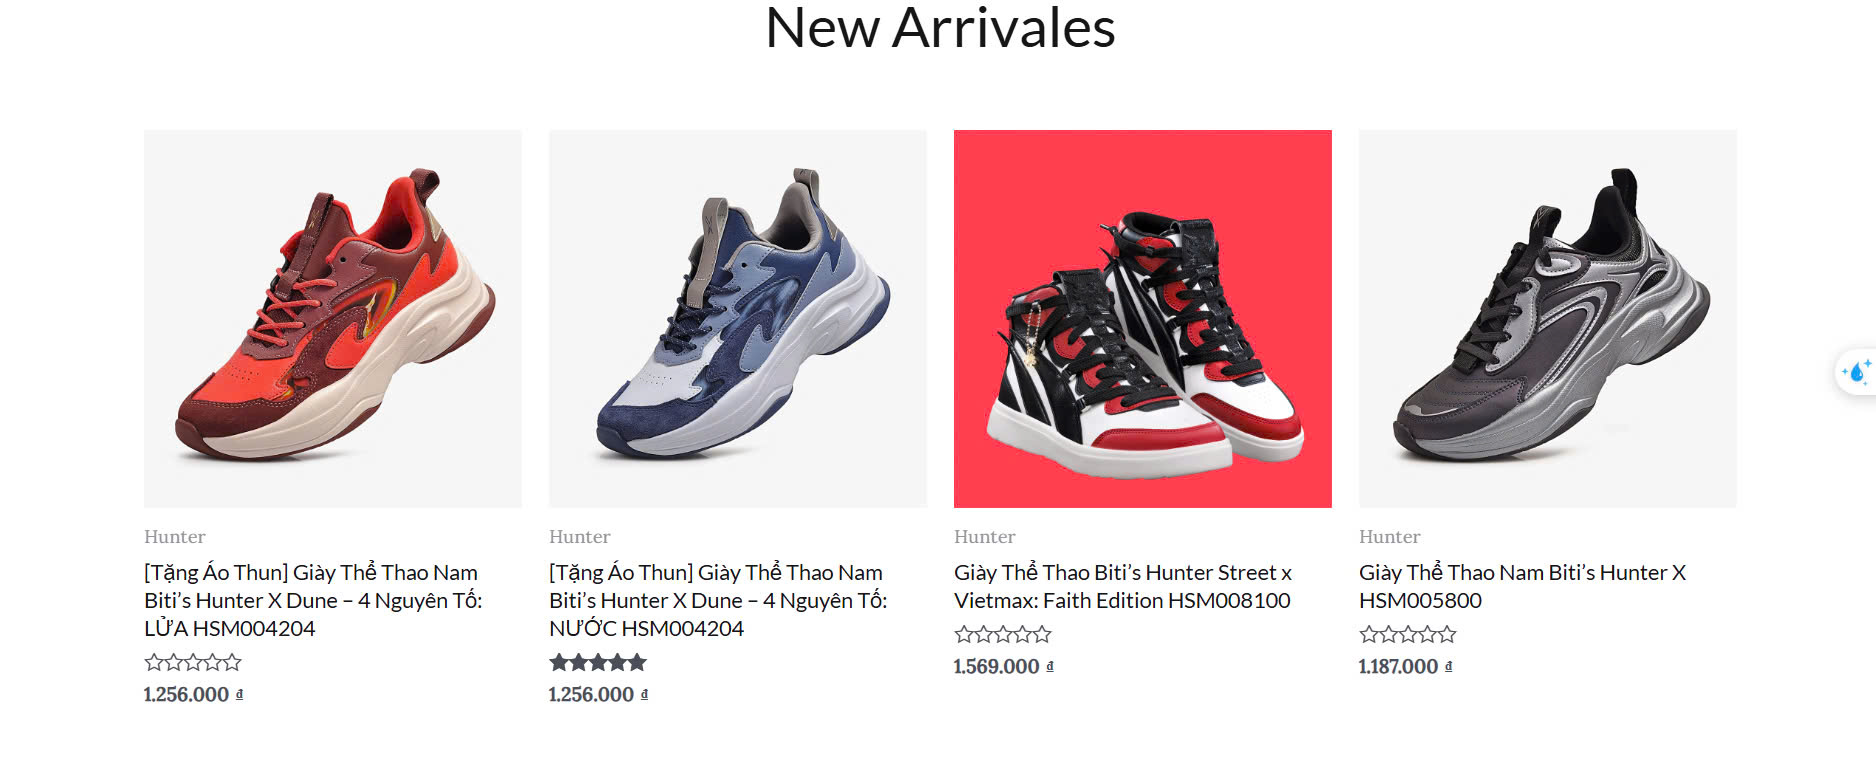 New Arrivales
Hunter
[Tặng Áo Thun] Giày Thể Thao Nam
Biti’s Hunter X Dune – 4 Nguyên Tố:
LỬA HSM004204
1.256.000 ₫
Hunter
[Tặng Áo Thun] Giày Thể Thao Nam
Biti’s Hunter X Dune – 4 Nguyên Tố:
NƯỚC HSM004204
1.256.000 ₫
Hunter
Giày Thể Thao Biti’s Hunter Street x
Vietmax: Faith Edition HSM008100
1.569.000 ₫
Hunter
Giày Thể Thao Nam Biti’s Hunter X
HSM005800
1.187.000 ₫